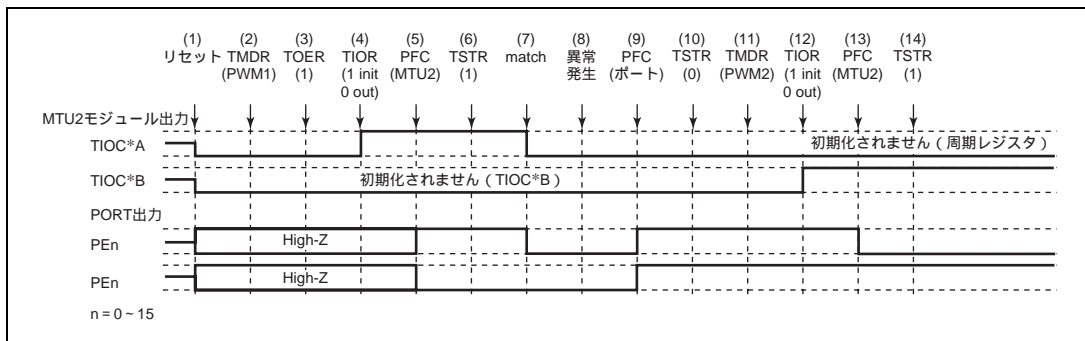 (1) (2) (3) (4) (5) (6) (7) (8) (9) (10) (11) (12) (13) (14)
リセット TMDR TOER TIOR PFC TSTR match 異常 PFC TSTR TMDR TIOR PFC TSTR
(PWM1) (1) (1 init (MTU2) (1) 発生 (ポート) (0) (PWM2) (1 init (MTU2) (1)
0 out) 0 out)
MTU2モジュール出力
TIOC*A 初期化されません(周期レジスタ)
TIOC*B 初期化されません(TIOC*B)
PORT出力
PEn High-Z
PEn High-Z
n = 0~15